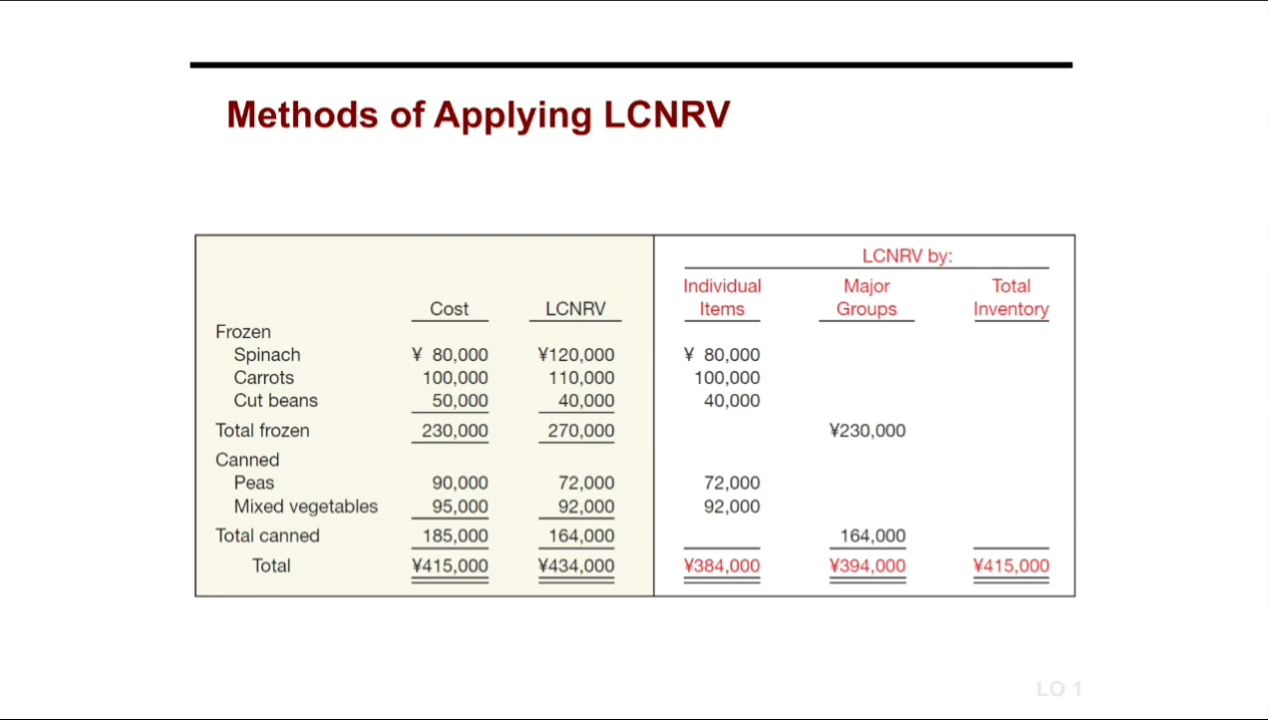 Methods of Applying LCNRV
LCNRV by:
Individual Major Total
Cost LCNRV Items Groups Inventory
Frozen
Spinach ¥ 80,000 ¥120,000 ¥ 80,000
Carrots 100,000 110,000 100,000
Cut beans 50,000 40,000 40,000
Total frozen 230,000 270,000 ¥230,000
Canned
Peas 90,000 72,000 72,000
Mixed vegetables 95,000 92,000 92,000
Total canned 185,000 164,000 164,000
Total ¥415,000 ¥434,000 ¥384,000 ¥394,000 ¥415,000
LO 1